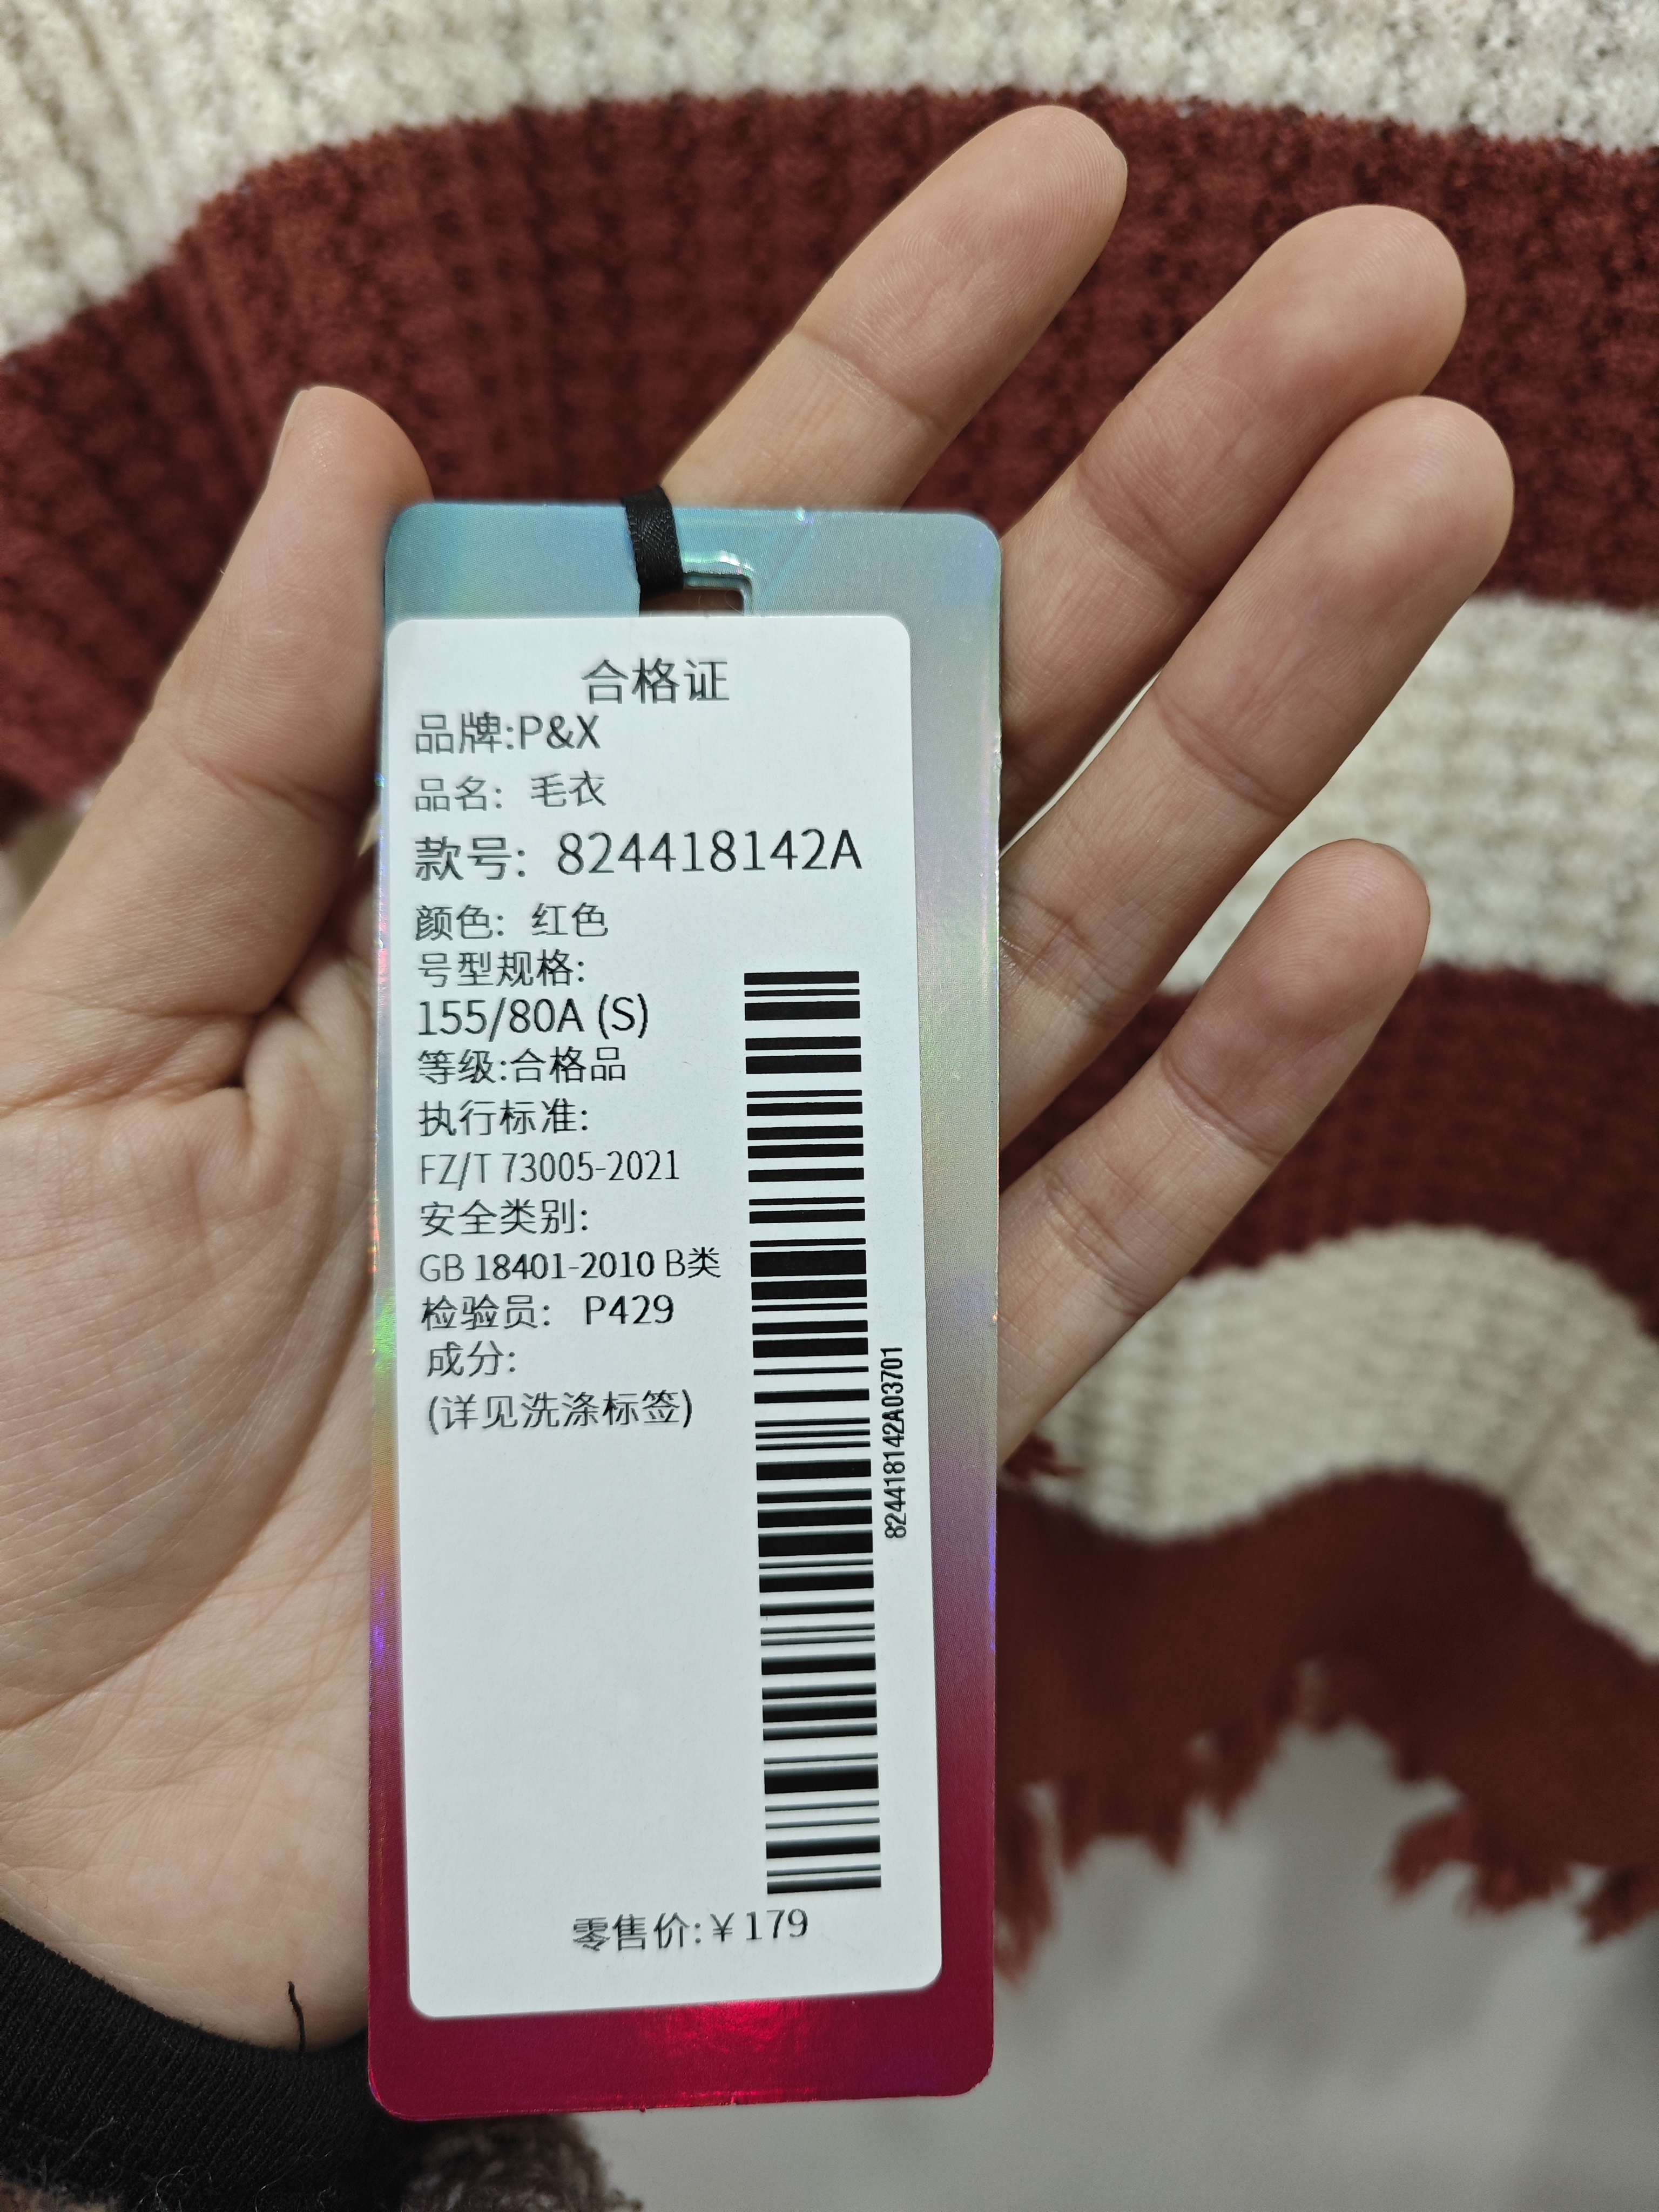 合格证
品牌:P&X
品名: 毛衣
款号: 824418142A
颜色: 红色
号型规格:
155/80A (S)
等级:合格品
执行标准:
FZ/T 73005-2021
安全类别:
GB 18401-2010 B类
检验员: P429
成分:
(详见洗涤标签)
824418142A03701
零售价:¥179